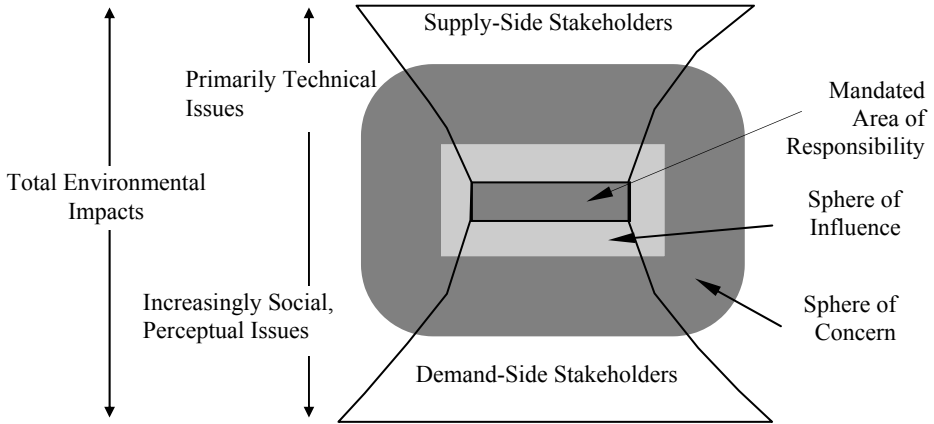 Supply-Side Stakeholders
Primarily Technical
Issues
Mandated
Area of
Responsibility
Total Environmental
Impacts
Sphere of
Influence
Increasingly Social,
Perceptual Issues
Sphere of
Concern
Demand-Side Stakeholders